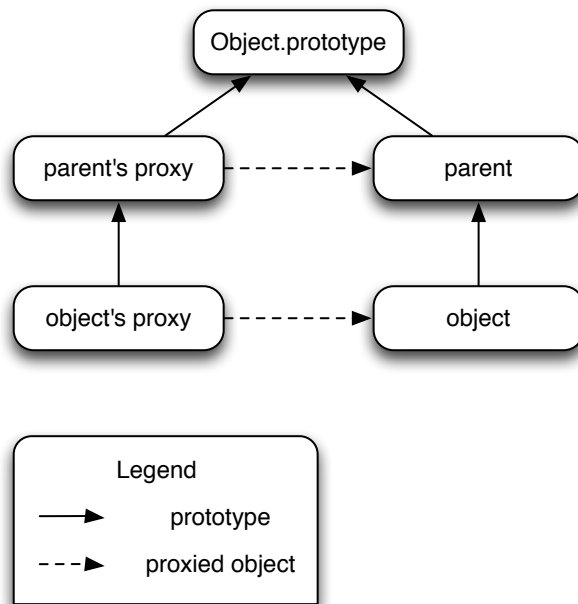 Object.prototype
parent's proxy
parent
object's proxy
object
Legend
prototype
proxied object